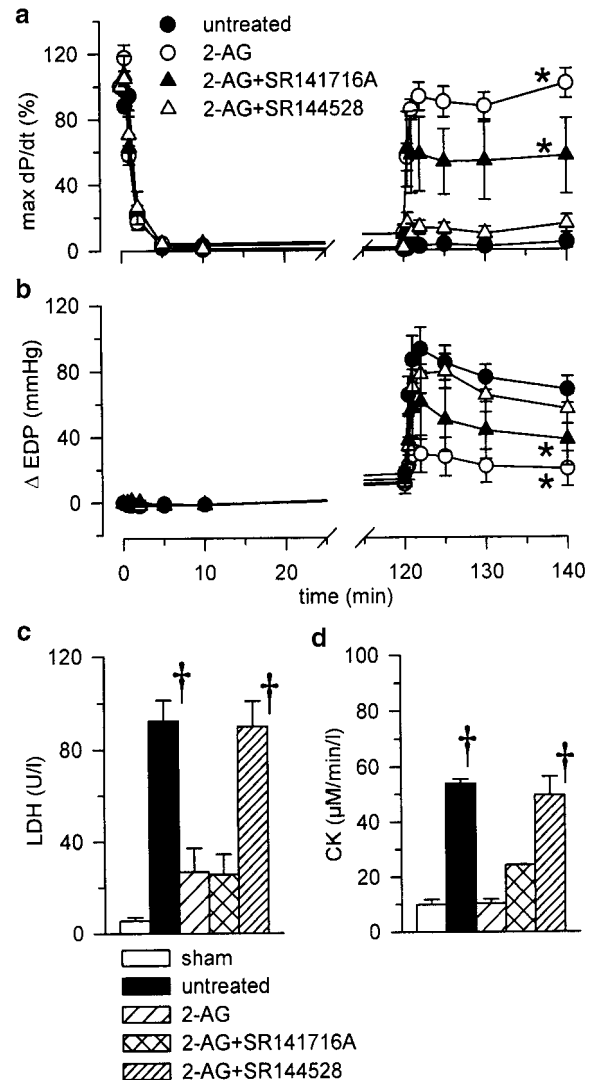 a
untreated
2-AG
2-AG+SR141716A
2-AG+SR144528
max dP/dt (%)
120
80
40
0
*
*
b
Δ EDP (mmHg)
120
80
40
0
*
*
0 10 20 120 130 140
time (min)
c
LDH (U/l)
120
80
40
0
†
†
d
CK (μM/min/l)
100
80
60
40
20
0
†
†
sham
untreated
2-AG
2-AG+SR141716A
2-AG+SR144528